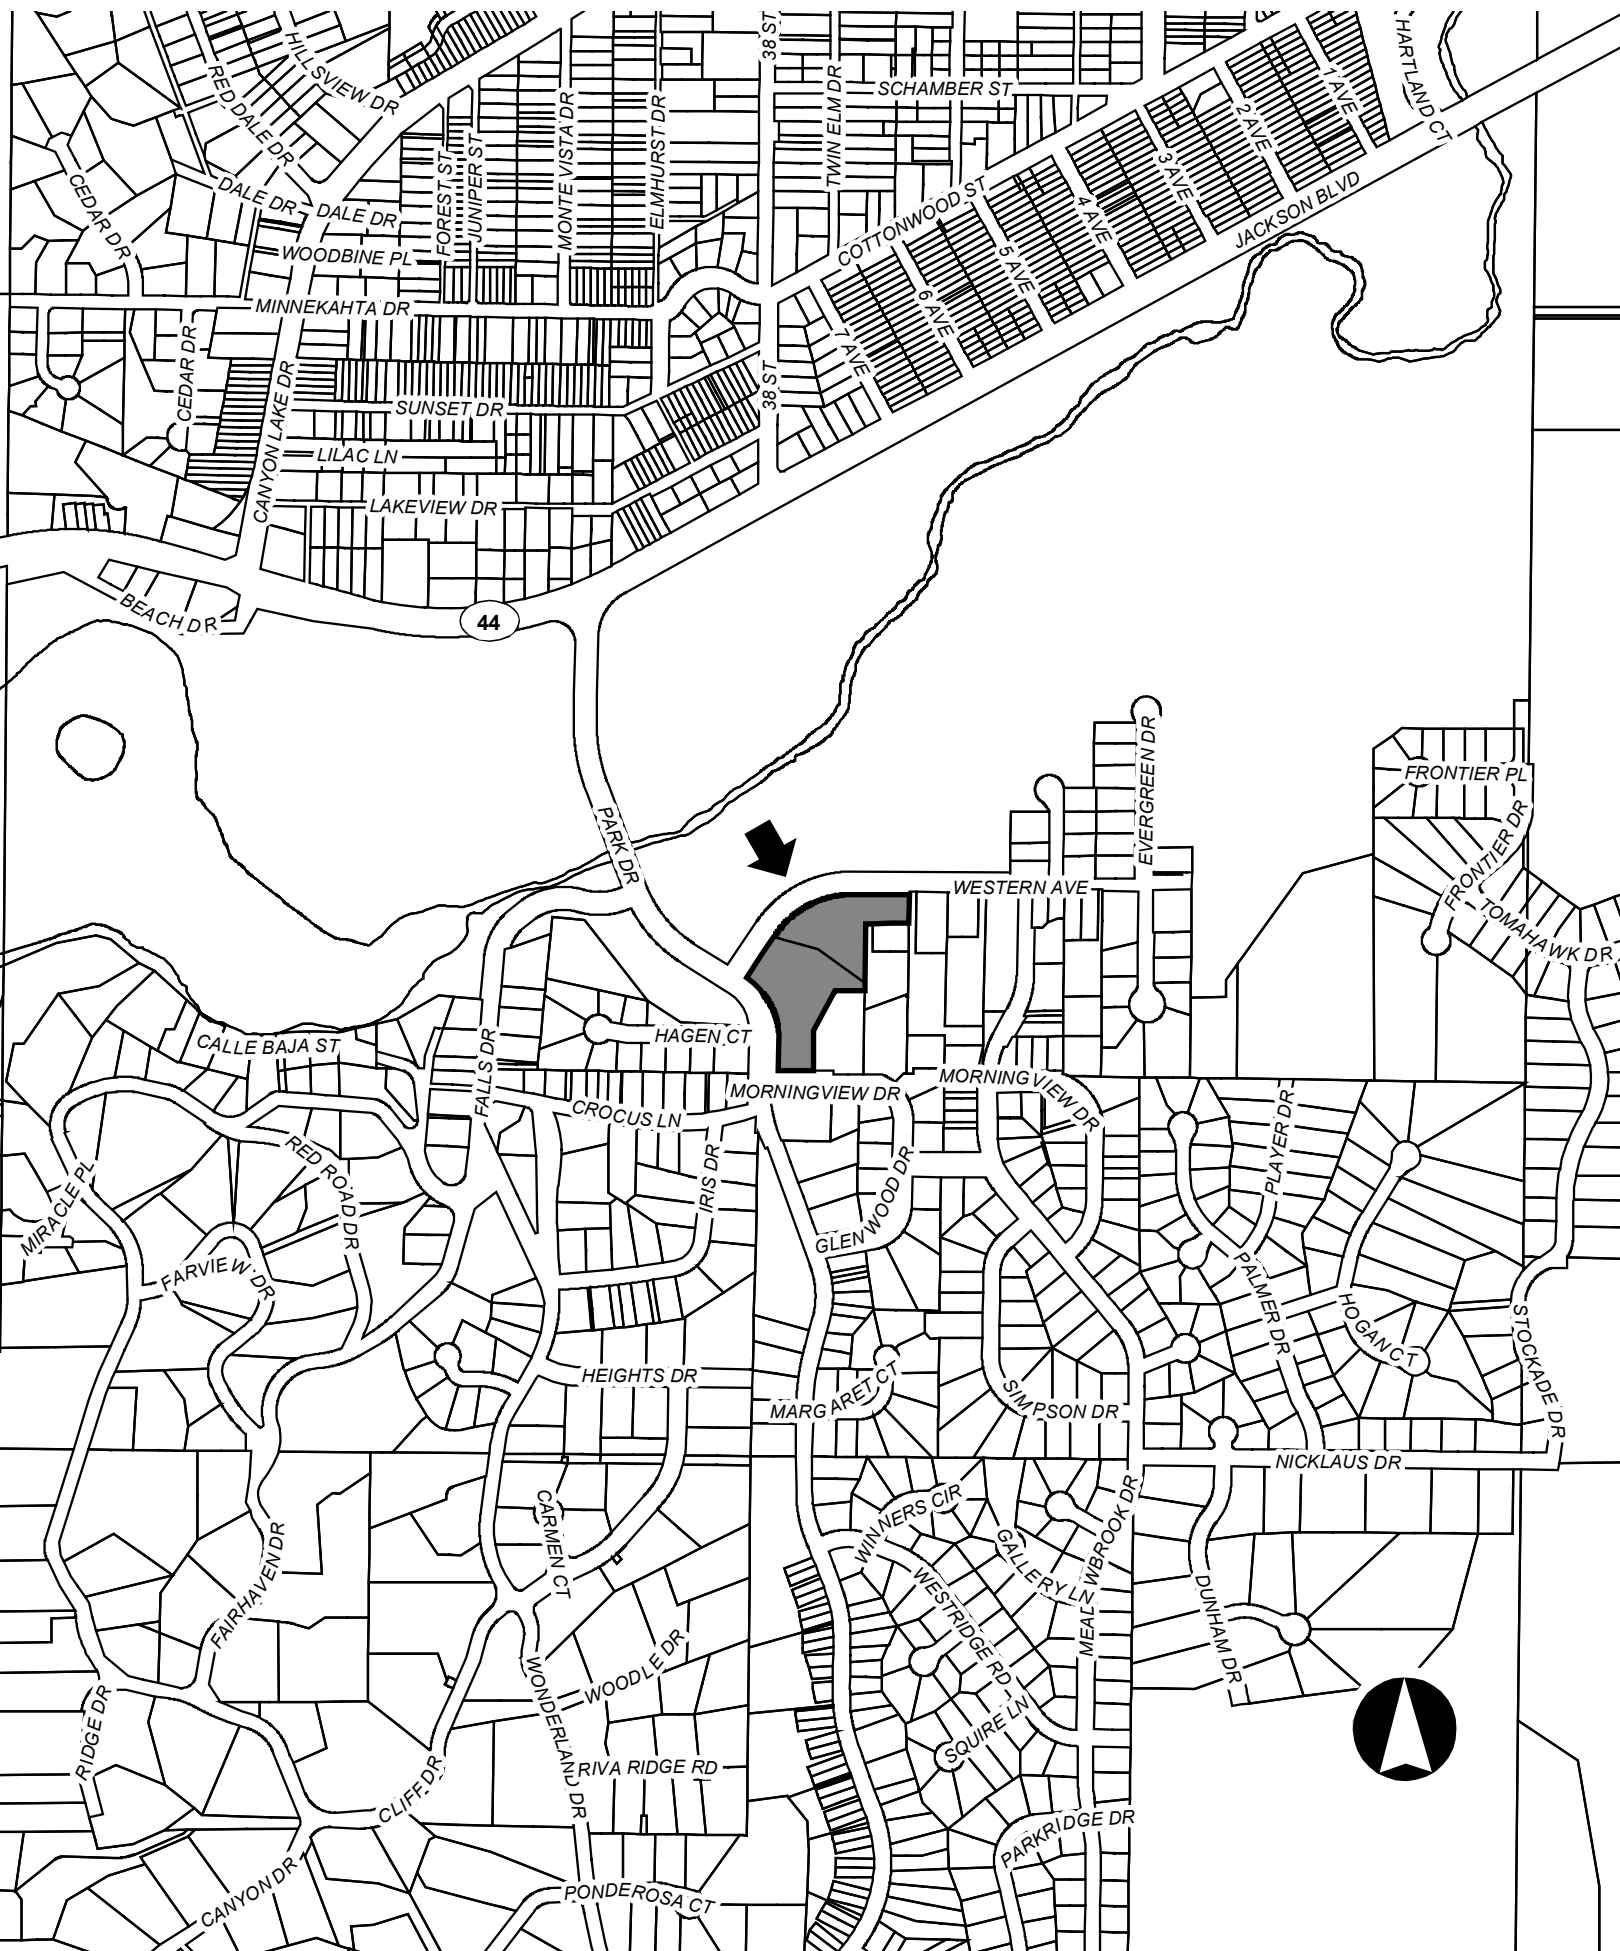 HARTLAND CT
38 ST
HILLSVIEW DR
RED DALE DR
SCHAMBER ST
TWIN ELM DR
1 AVE
2 AVE
3 AVE
4 AVE
5 AVE
6 AVE
7 AVE
MONTE VISTA DR
ELMHURST DR
JUNIPER ST
FOREST ST
CEDAR DR
DALE DR
DALE DR
COTTONWOOD ST
JACKSON BLVD
WOODBINE PL
MINNEKAHTA DR
CEDAR DR
CANYON LAKE DR
38 ST
SUNSET DR
LILAC LN
LAKEVIEW DR
BEACH DR
44
PARK DR
EVERGREEN DR
FRONTIER PL
FRONTIER DR
WESTERN AVE
TOMAHAWK DR
CALLE BAJA ST
FALLS DR
HAGEN CT
MORNINGVIEW DR
MORNINGVIEW DR
CROCUS LN
PLAYER DR
RED ROAD DR
MIRACLE PL
IRIS DR
GLENWOOD DR
FARVIEW DR
PALMER DR
HOGAN CT
STOCKADE DR
HEIGHTS DR
MARGARET CT
SIMPSON DR
NICKLAUS DR
CARMEN CT
WINNERS CIR
GALLERY LN
MEADOWBROOK DR
FAIRHAVEN DR
WESTRIDGE RD
DUNHAM DR
WOODLE DR
WONDERLAND DR
RIDGE DR
SQUIRE LN
RIVA RIDGE RD
CLIFF DR
PARKRIDGE DR
CANYON DR
PONDEROSA CT
LN